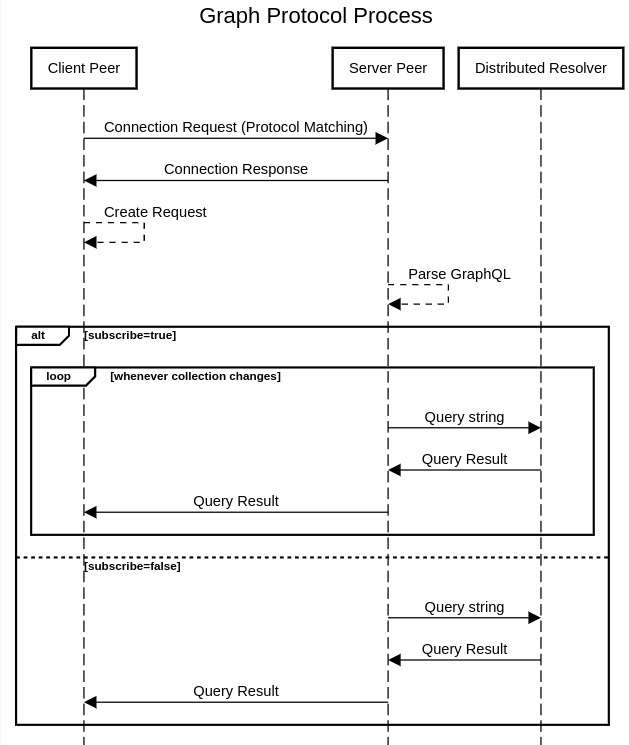 Graph Protocol Process
Client Peer
Server Peer
Distributed Resolver
Connection Request (Protocol Matching)
Connection Response
Create Request
Parse GraphQL
alt
[subscribe=true]
loop
[whenever collection changes]
Query string
Query Result
Query Result
[subscribe=false]
Query string
Query Result
Query Result